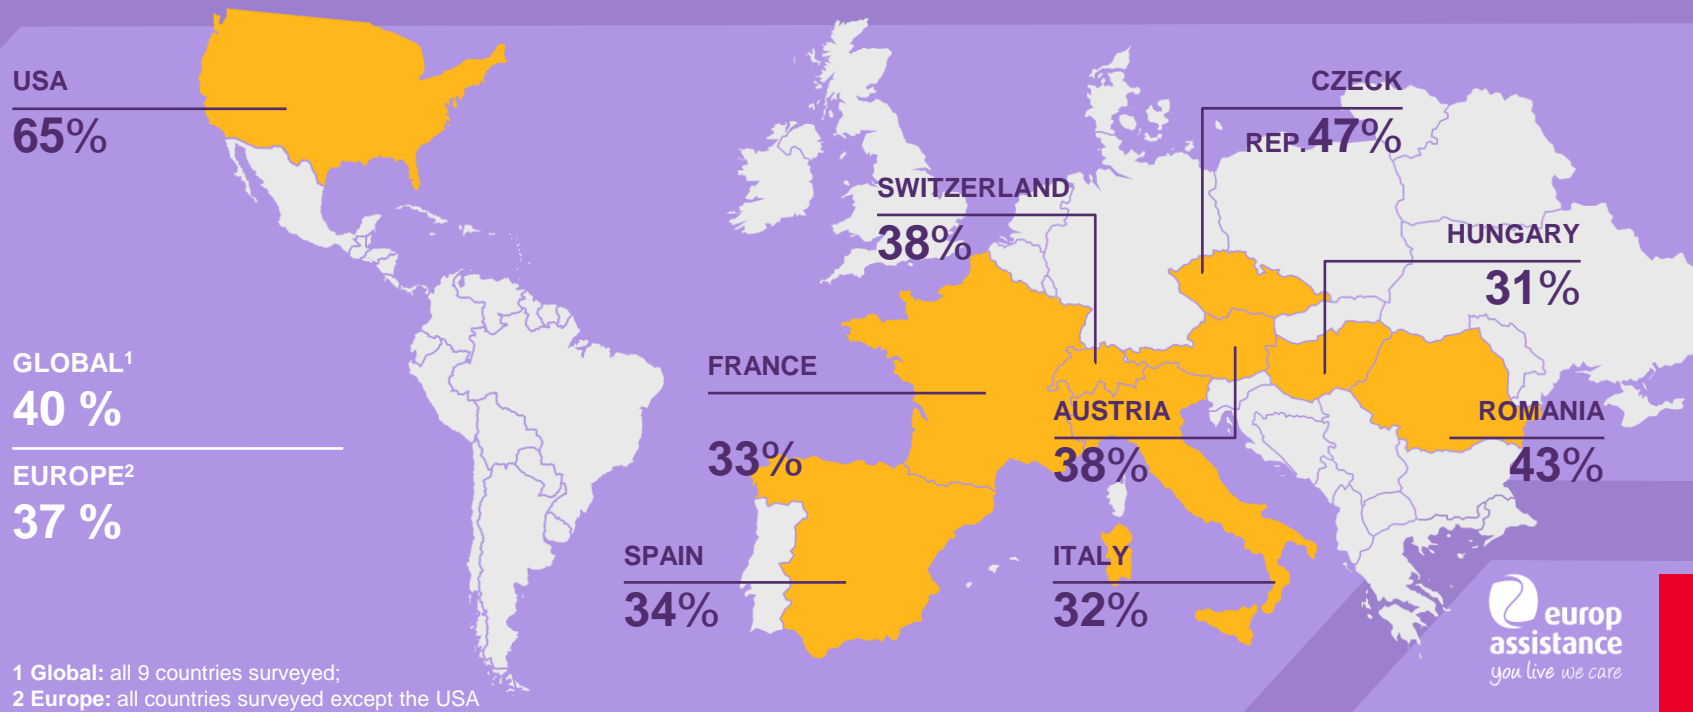 USA
65%
CZECK
REP.47%
SWITZERLAND
38%
HUNGARY
31%
GLOBAL1
40 %
FRANCE
33%
AUSTRIA
38%
ROMANIA
43%
EUROPE2
37 %
SPAIN
34%
ITALY
32%
europ
assistance
you live we care
1 Global: all 9 countries surveyed;
2 Europe: all countries surveyed except the USA